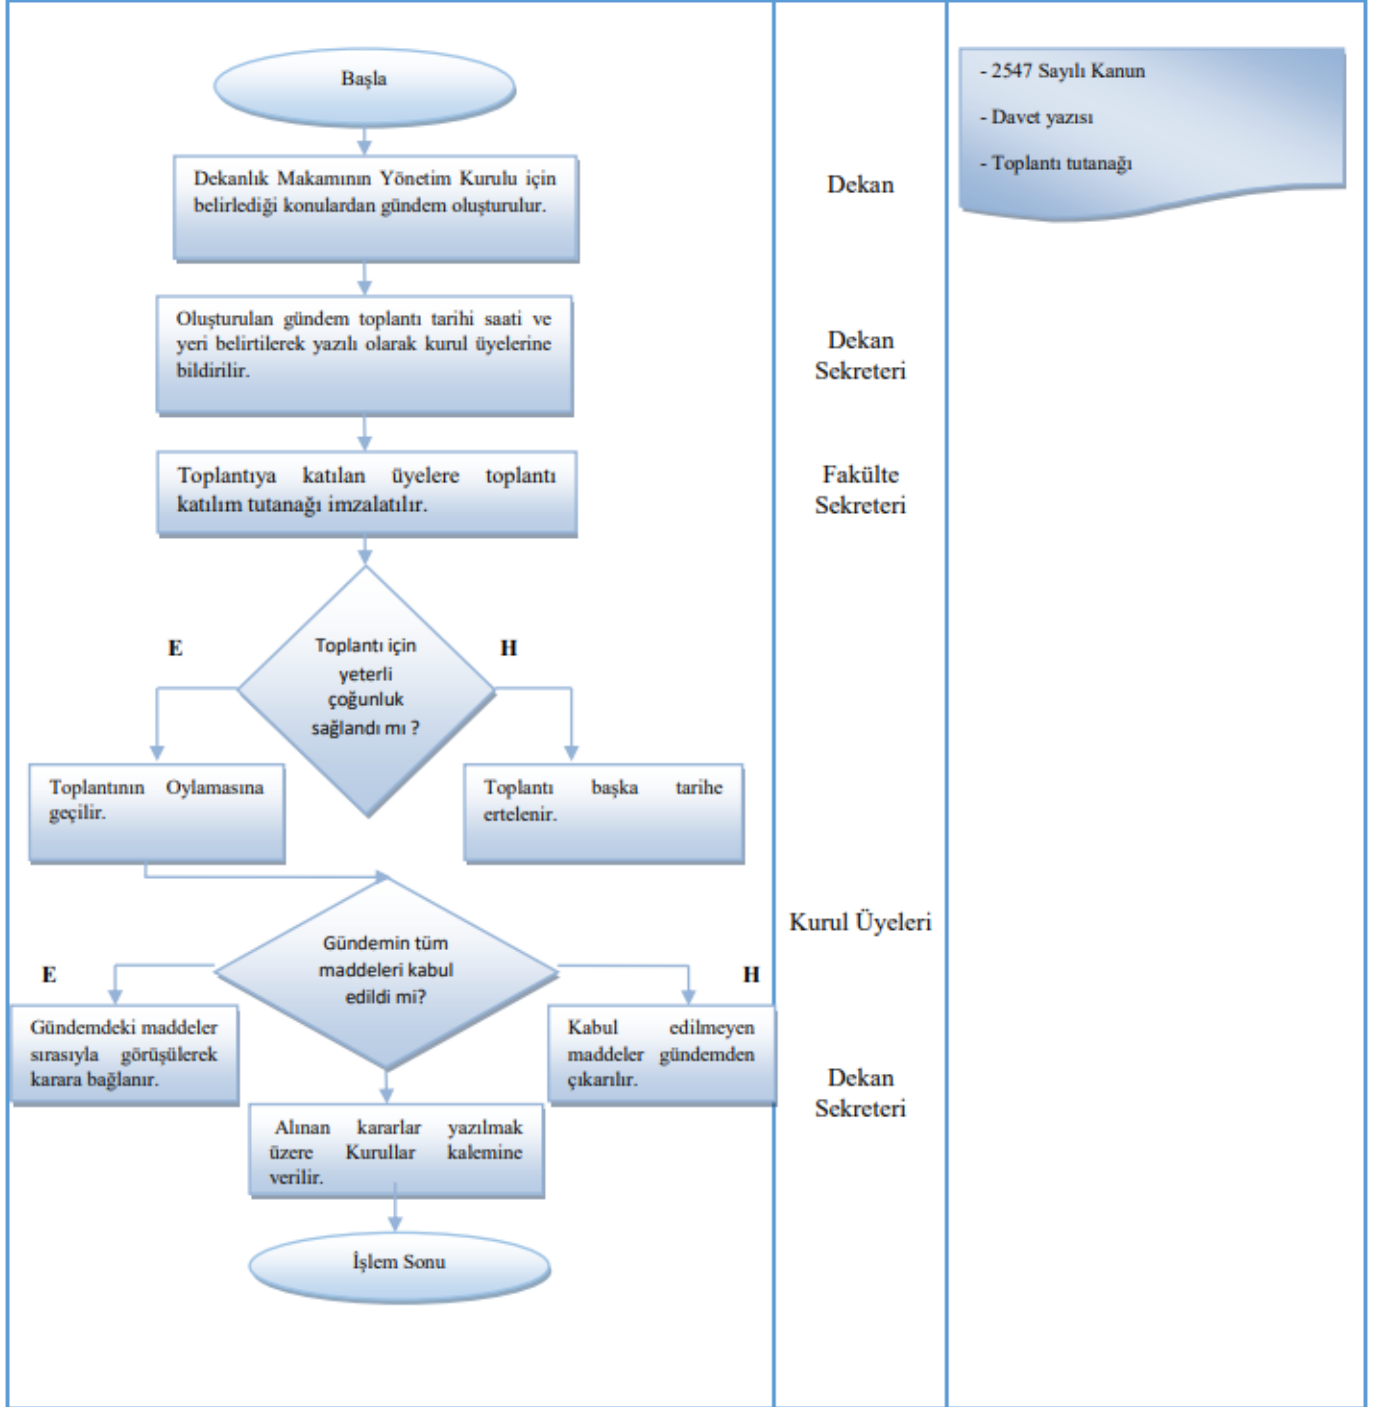 Başla
Dekanlık Makamının Yönetim Kurulu için
belirlediği konulardan gündem oluşturulur.
Dekan
- 2547 Sayılı Kanun
- Davet yazısı
- Toplantı tutanağı
Oluşturulan gündem toplantı tarihi saati ve
yeri belirtilerek yazılı olarak kurul üyelerine
bildirilir.
Dekan
Sekreteri
Toplantıya katılan üyelere toplantı
katılım tutanağı imzalatılır.
Fakülte
Sekreteri
Toplantı için
yeterli
çoğunluk
sağlandı mı ?
E
H
Toplantının Oylamasına
geçilir.
Toplantı başka tarihe
ertelenir.
Kurul Üyeleri
Gündemin tüm
maddeleri kabul
edildi mi?
E
H
Gündemdeki maddeler
sırasıyla görüşülerek
karara bağlanır.
Kabul edilmeyen
maddeler gündemden
çıkarılır.
Dekan
Sekreteri
Alınan kararlar yazılmak
üzere Kurullar kalemine
verilir.
İşlem Sonu